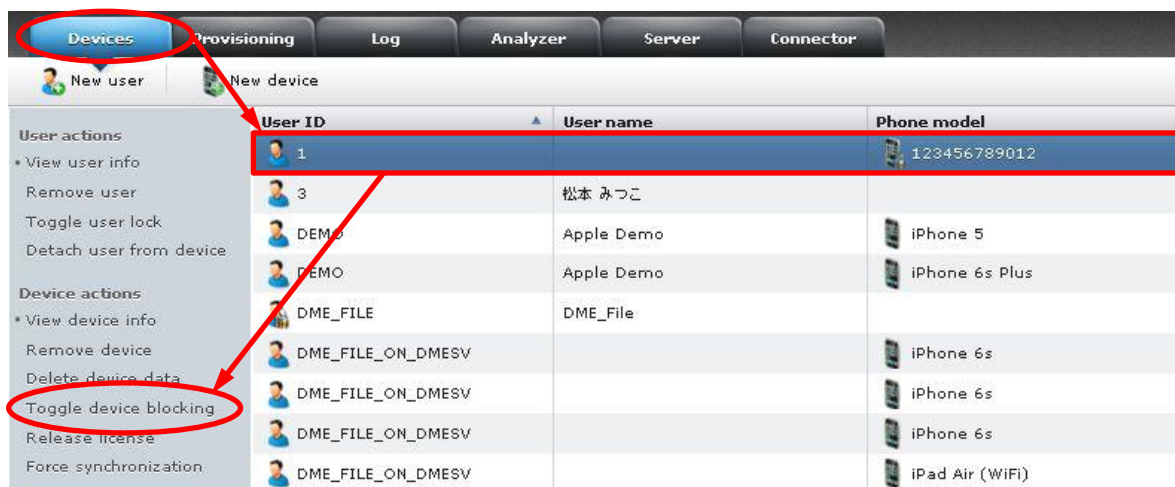 Devices Provisioning Log Analyzer Server Connector
New user New device
User actions
• View user info
Remove user
Toggle user lock
Detach user from device
Device actions
• View device info
Remove device
Delete device data
Toggle device blocking
Release license
Force synchronization
User ID User name Phone model
1 123456789012
3 松本 みつこ
DEMO Apple Demo iPhone 5
DEMO Apple Demo iPhone 6s Plus
DME_FILE DME_File
DME_FILE_ON_DMESV iPhone 6s
DME_FILE_ON_DMESV iPhone 6s
DME_FILE_ON_DMESV iPhone 6s
DME_FILE_ON_DMESV iPad Air (WiFi)